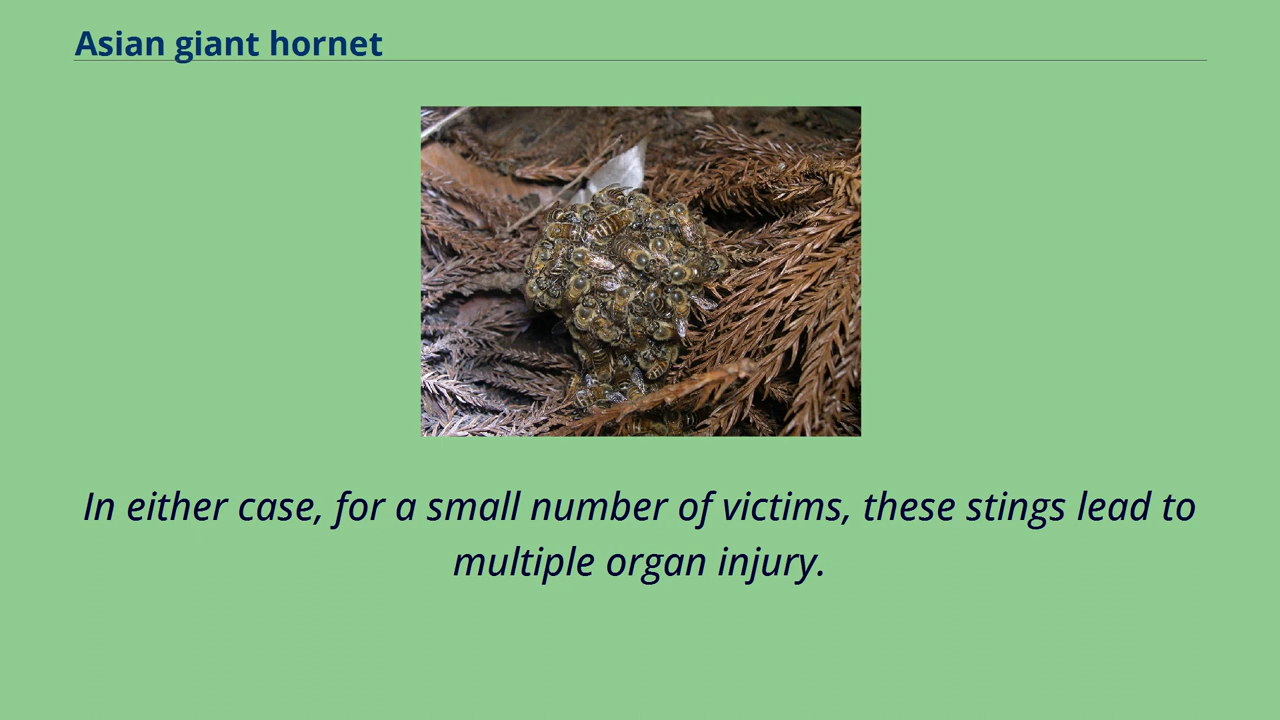 Asian giant hornet
In either case, for a small number of victims, these stings lead to
multiple organ injury.